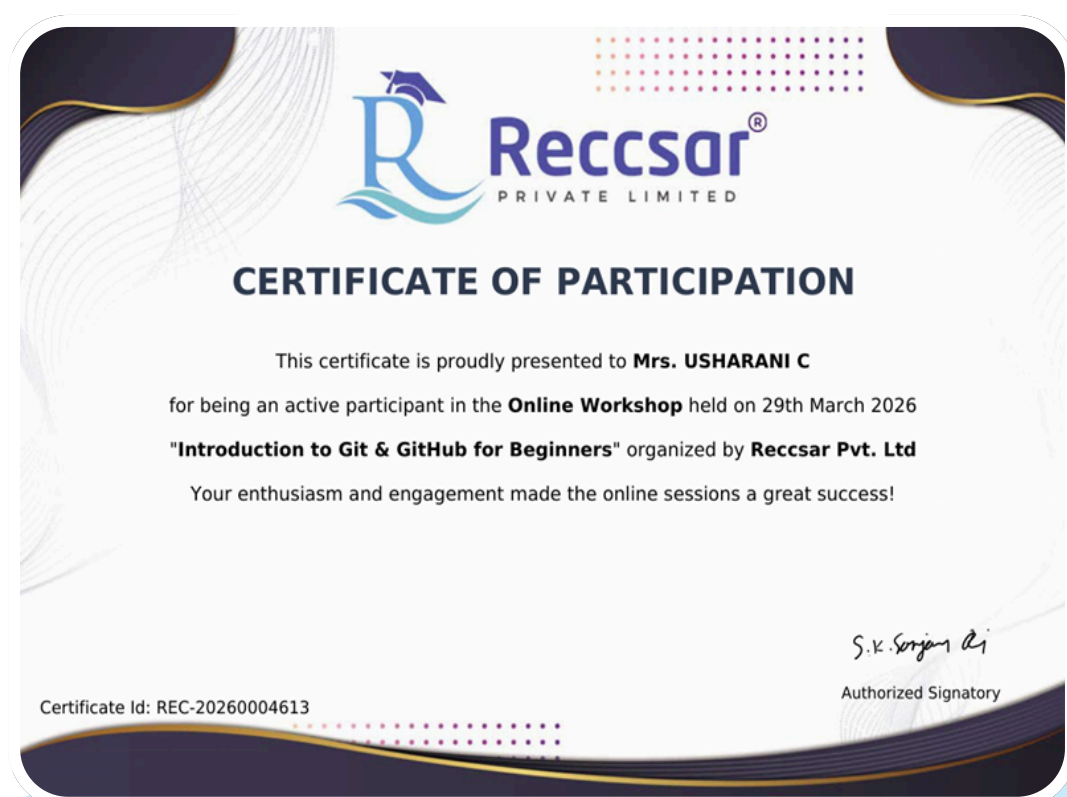 R
Reccsar®
PRIVATE LIMITED
CERTIFICATE OF PARTICIPATION
This certificate is proudly presented to Mrs. USHARANI C
for being an active participant in the Online Workshop held on 29th March 2026
"Introduction to Git & GitHub for Beginners" organized by Reccsar Pvt. Ltd
Your enthusiasm and engagement made the online sessions a great success!
S.K.
Authorized Signatory
Certificate Id: REC-20260004613